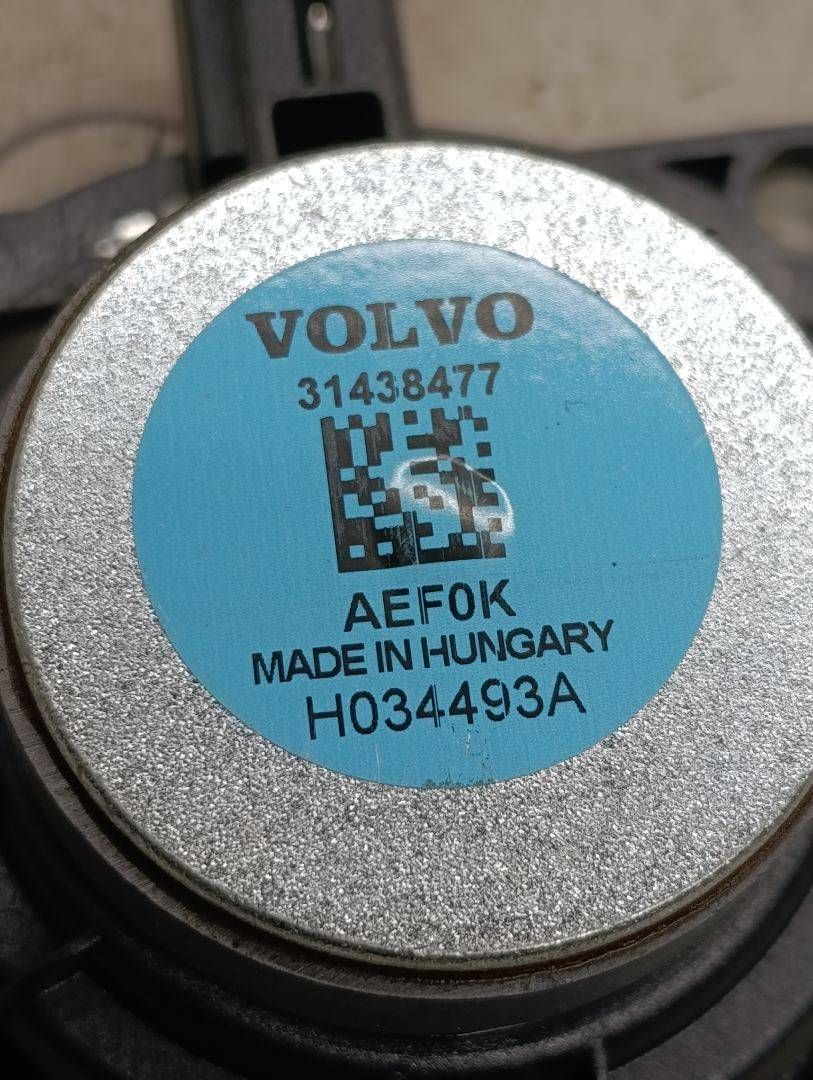 VOLVO
31438477
AEF0K
MADE IN HUNGARY
H034493A